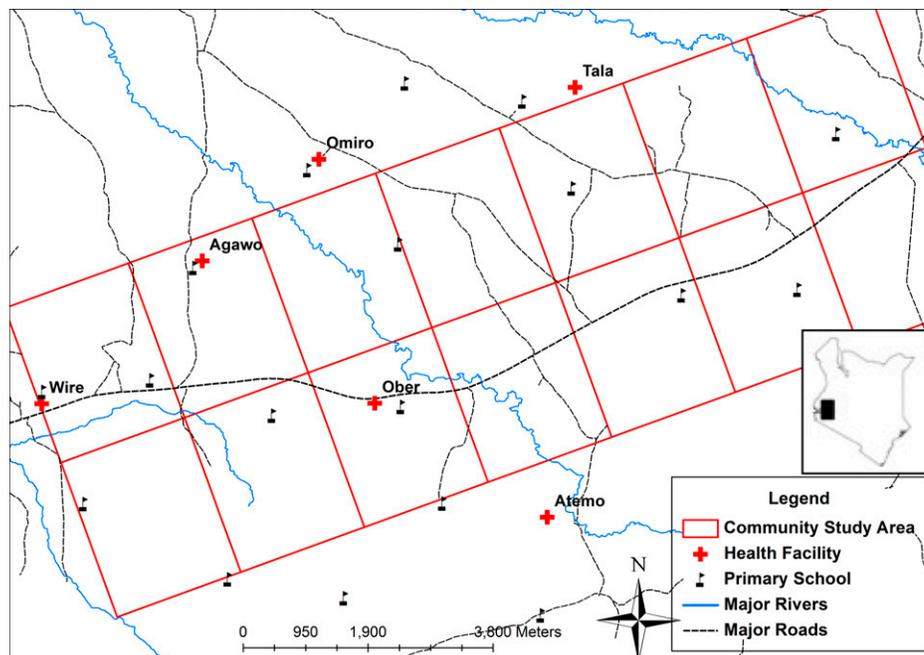 Tala
Omiro
Agawo
Wire
Ober
Atemo
Legend
Community Study Area
Health Facility
Primary School
Major Rivers
Major Roads
N
0 950 1,900 3,800 Meters